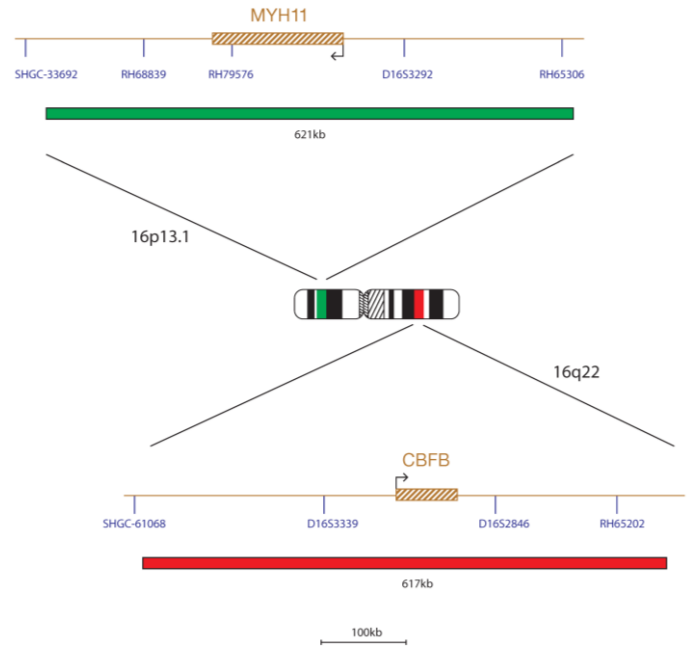 MYH11
SHGC-33692 RH68839 RH79576 D16S3292 RH65306
621kb
16p13.1
16q22
CBFB
SHGC-61068 D16S3339 D16S2846 RH65202
617kb
100kb